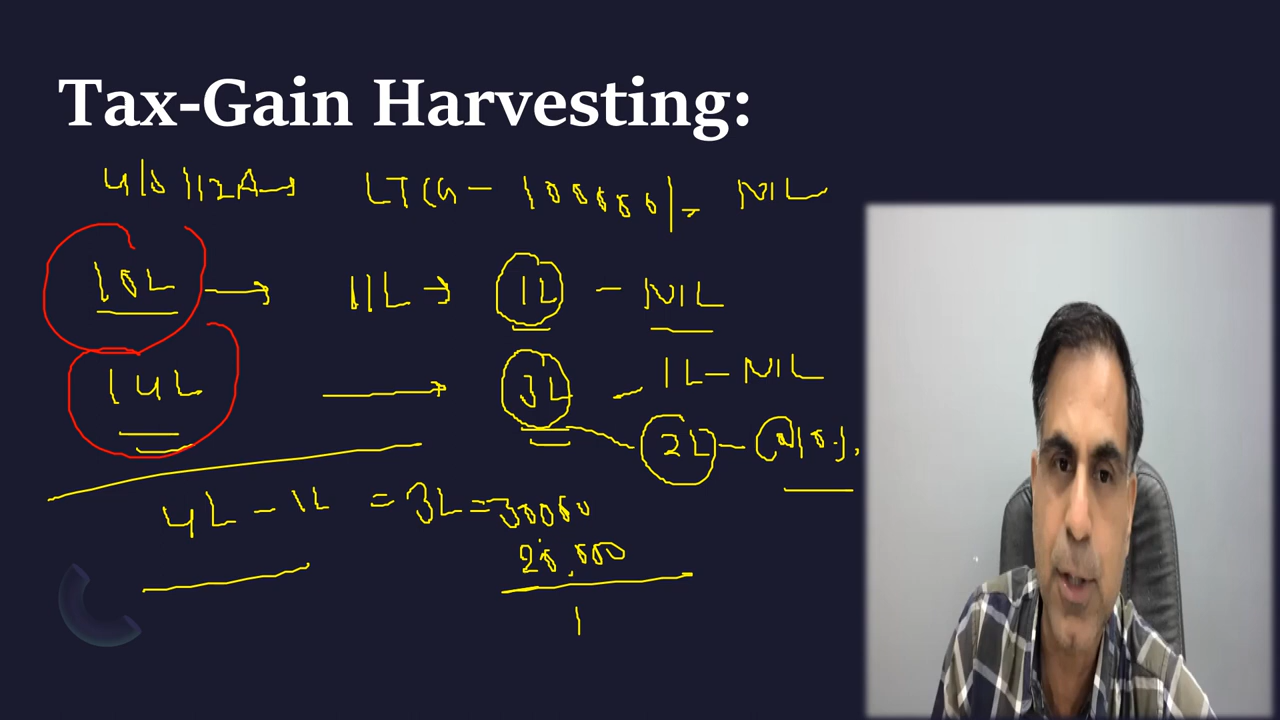 Tax-Gain Harvesting:
u/s 112A→ LTCG - 100000/- NIL
10L → 11L → 1L - NIL
14L → 3L - 1L - NIL
2L - @10%
4L - 1L = 3L = 30000
20,000
1